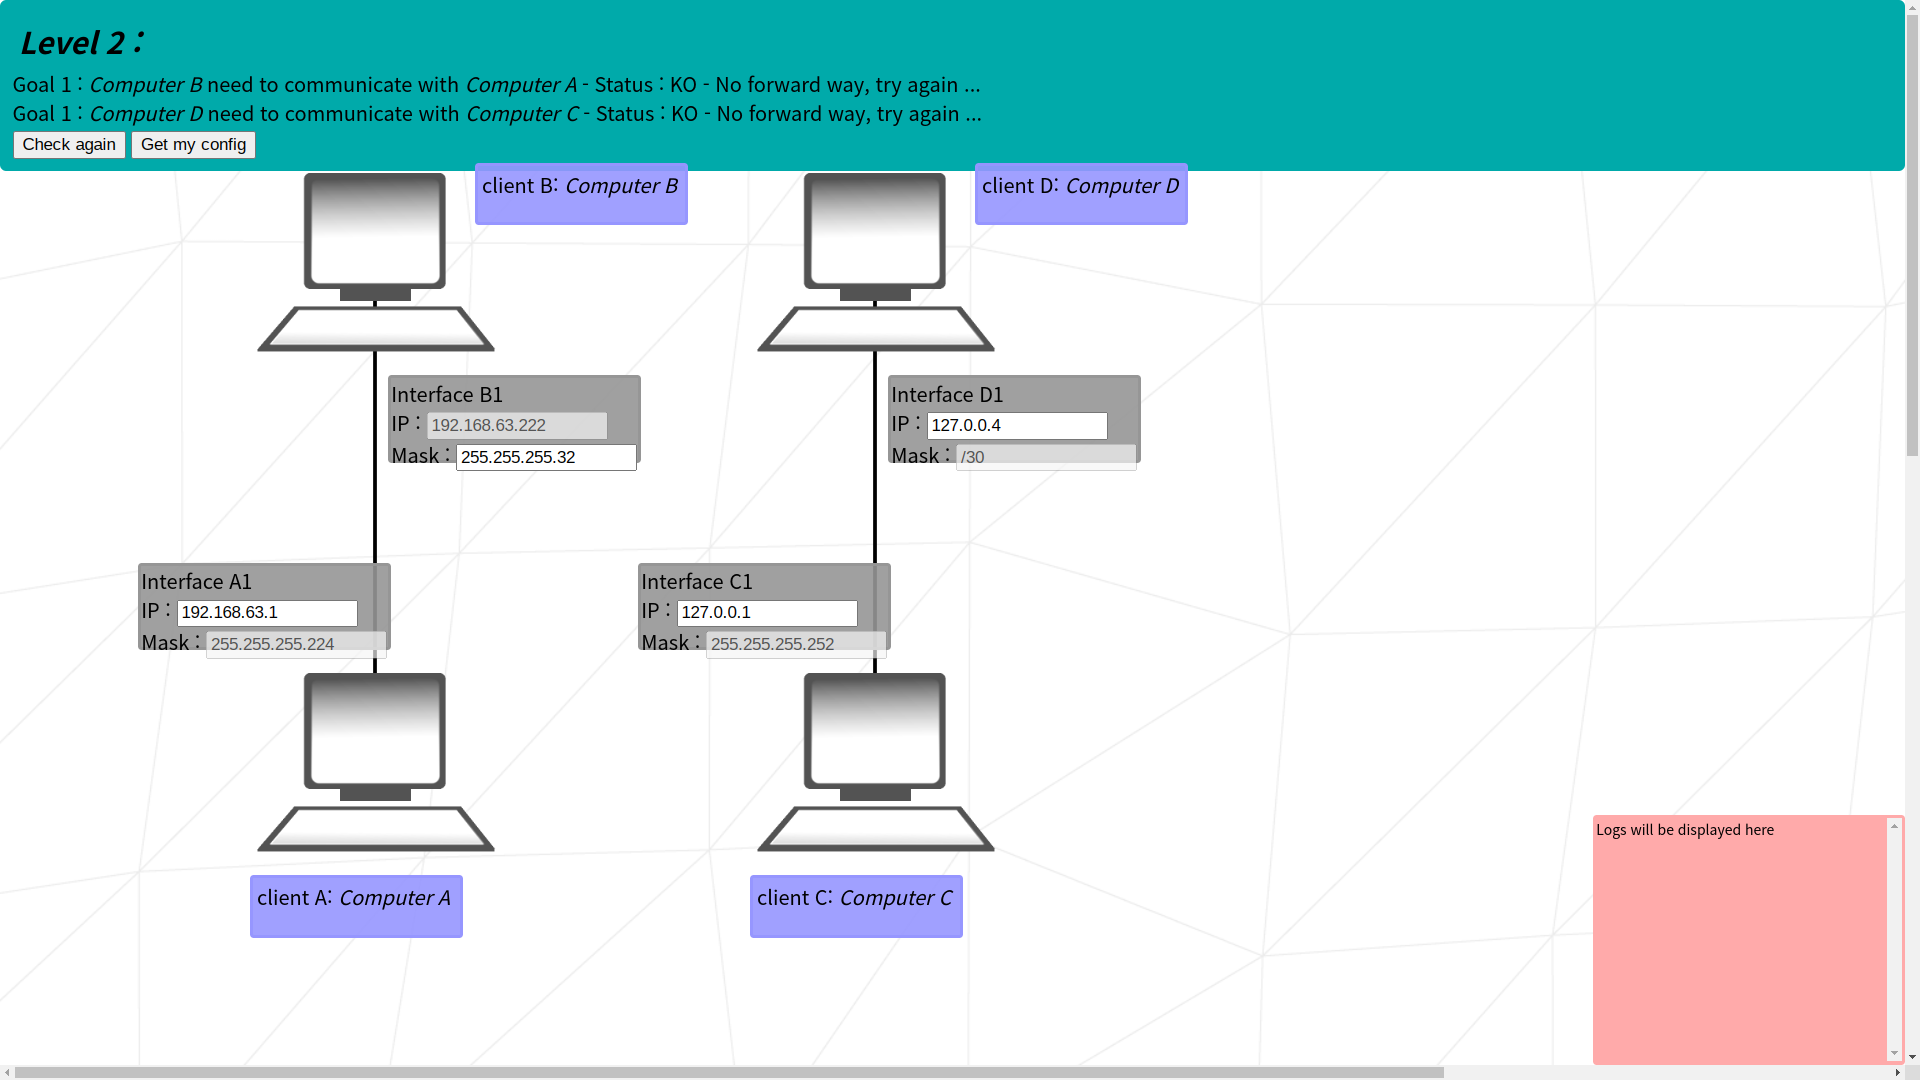 Level 2 :
Goal 1 : Computer B need to communicate with Computer A - Status : KO - No forward way, try again ...
Goal 1 : Computer D need to communicate with Computer C - Status : KO - No forward way, try again ...
Check again Get my config
client B: Computer B
client D: Computer D
Interface B1
IP : 192.168.63.222
Mask : 255.255.255.32
Interface D1
IP : 127.0.0.4
Mask : /30
Interface A1
IP : 192.168.63.1
Mask : 255.255.255.224
Interface C1
IP : 127.0.0.1
Mask : 255.255.255.252
client A: Computer A
client C: Computer C
Logs will be displayed here